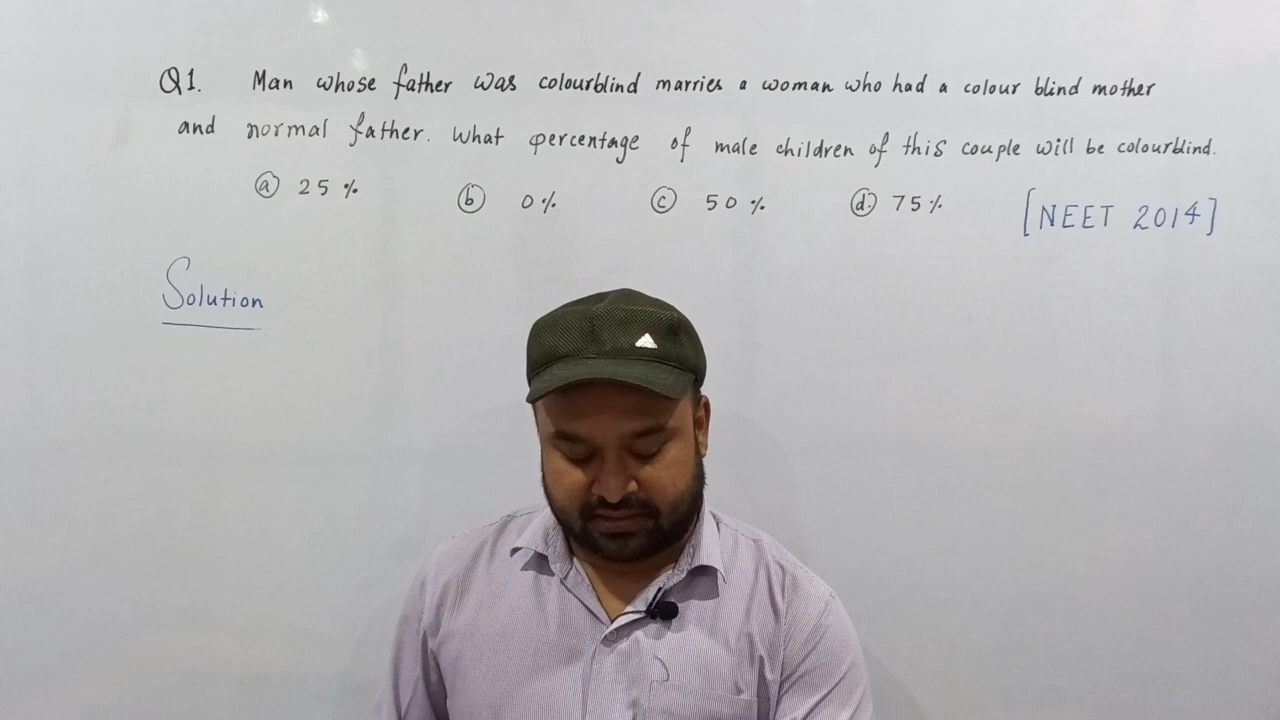 Q1. Man whose father was colourblind marries a woman who had a colour blind mother
and normal father. What percentage of male children of this couple will be colourblind.
ⓐ 25 % ⓑ 0 % ⓒ 50 % ⓓ 75 % [NEET 2014]
Solution